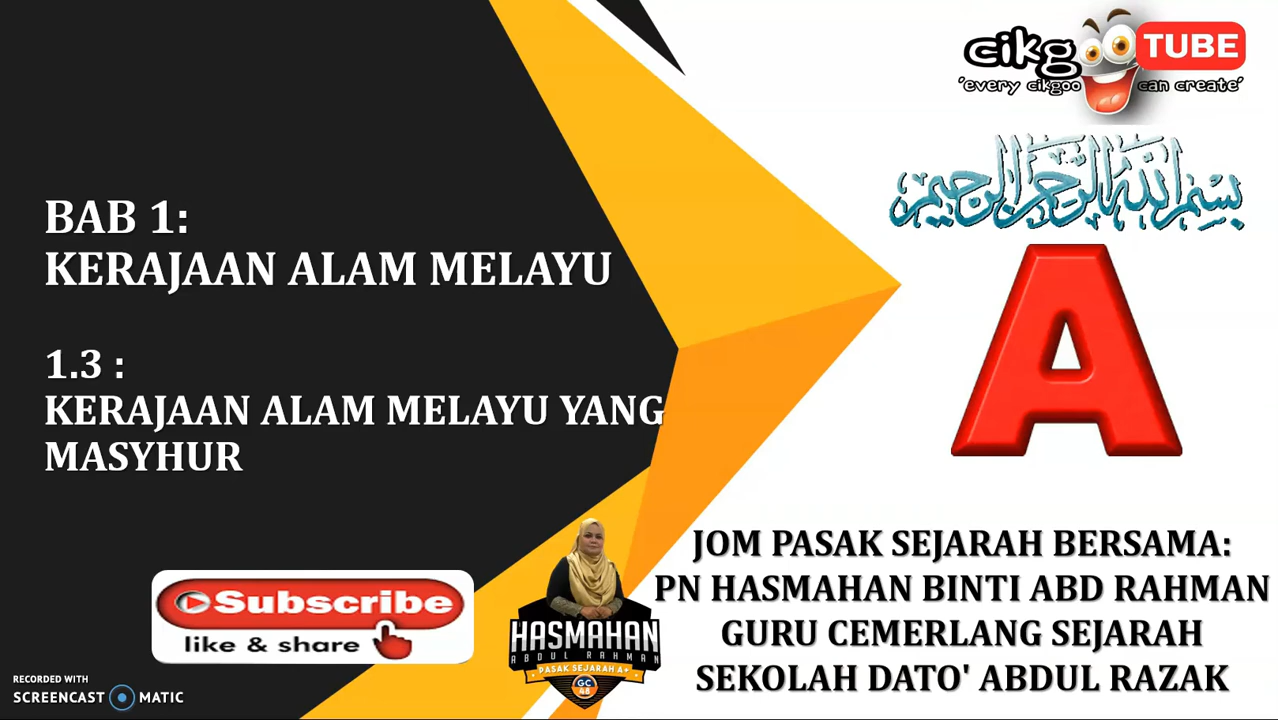 cikgoo TUBE
'every cikgoo can create'
بسم الله الرحمن الرحيم
BAB 1:
KERAJAAN ALAM MELAYU
1.3 :
KERAJAAN ALAM MELAYU YANG
MASYHUR
A
Subscribe
like & share
HASMAHAN
ABDUL RAHMAN
PASAK SEJARAH A+
GC
48
JOM PASAK SEJARAH BERSAMA:
PN HASMAHAN BINTI ABD RAHMAN
GURU CEMERLANG SEJARAH
SEKOLAH DATO' ABDUL RAZAK
RECORDED WITH
SCREENCAST MATIC